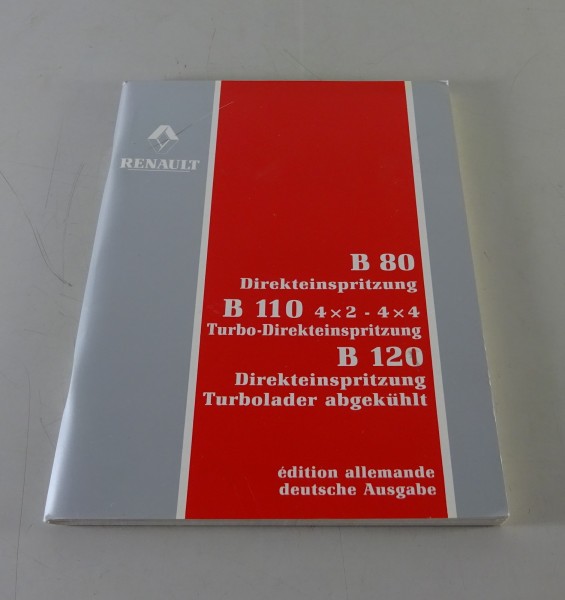 RENAULT
B 80
Direkteinspritzung
B 110 4×2 - 4×4
Turbo-Direkteinspritzung
B 120
Direkteinspritzung
Turbolader abgekühlt
édition allemande
deutsche Ausgabe